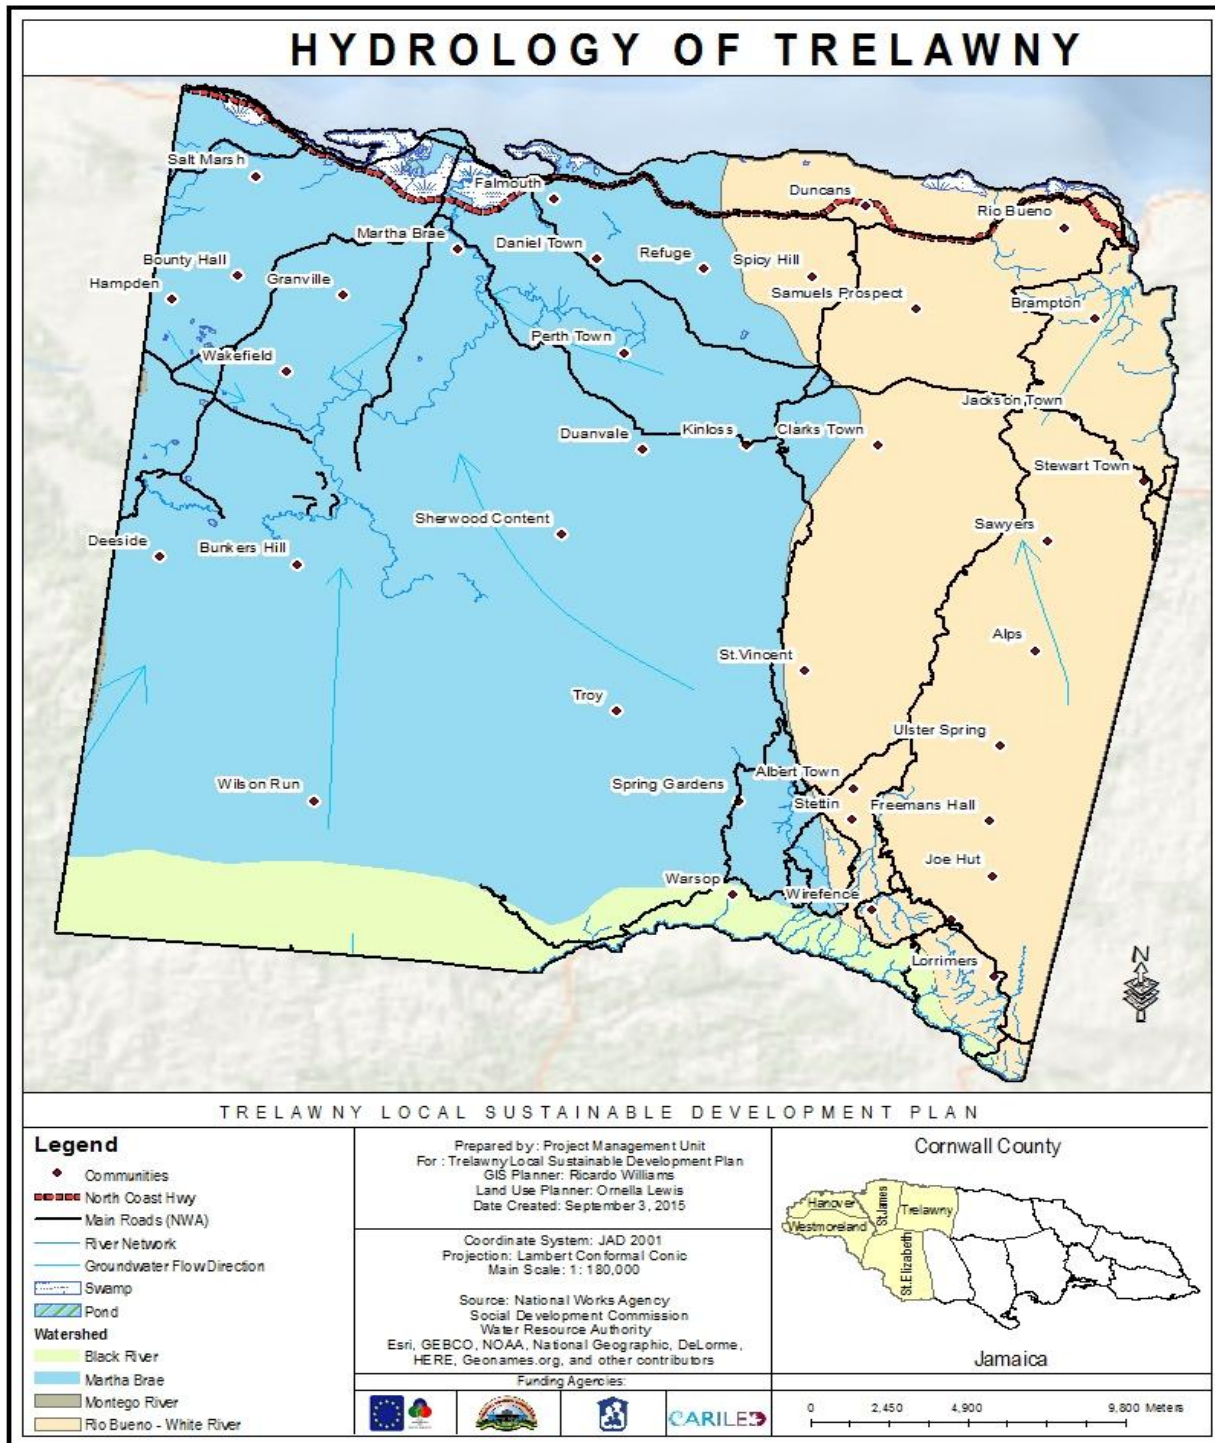 HYDROLOGY OF TRELAWNY
Salt Marsh
Falmouth
Duncans
Rio Bueno
Martha Brae
Daniel Town
Refuge
Spicy Hill
Bounty Hall
Hampden
Granville
Samuels Prospect
Brampton
Perth Town
Wakefield
Jackson Town
Duanvale
Kinloss
Clarks Town
Stewart Town
Sherwood Content
Sawyers
Deeside
Bunkers Hill
Alps
St.Vincent
Troy
Ulster Spring
Wilson Run
Spring Gardens
Albert Town
Stettin
Freemans Hall
Joe Hut
Warsop
Wirefence
Lorrimers
N
TRELAWNY LOCAL SUSTAINABLE DEVELOPMENT PLAN
Legend
Communities
North Coast Hwy
Main Roads (NWA)
River Network
Groundwater Flow Direction
Swamp
Pond
Watershed
Black River
Martha Brae
Montego River
Rio Bueno - White River
Prepared by: Project Management Unit
For : Trelawny Local Sustainable Development Plan
GIS Planner: Ricardo Williams
Land Use Planner: Ornella Lewis
Date Created: September 3, 2015
Coordinate System: JAD 2001
Projection: Lambert Conformal Conic
Main Scale: 1: 180,000
Source: National Works Agency
Social Development Commission
Water Resource Authority
Esri, GEBCO, NOAA, National Geographic, DeLorme,
HERE, Geonames.org, and other contributors
Funding Agencies:
CARILED
Cornwall County
Hanover
Westmoreland
St.James
Trelawny
St.Elizabeth
Jamaica
0 2,450 4,900 9,800 Meters